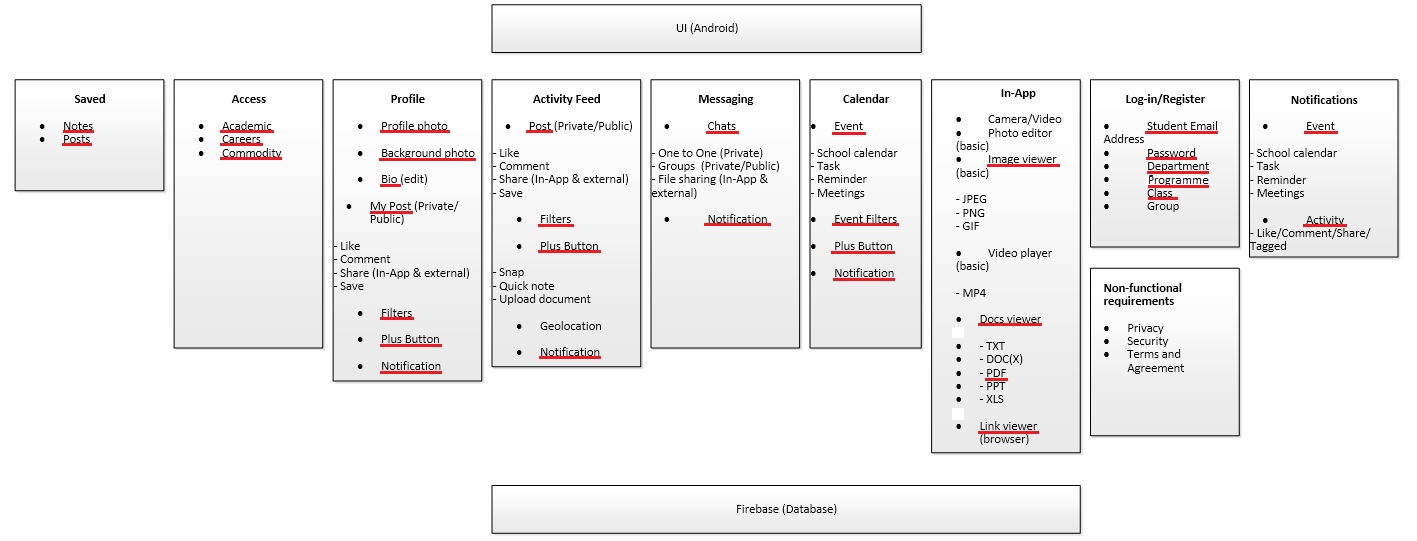 UI (Android)
Saved
● Notes
● Posts
Access
● Academic
● Careers
● Commodity
Profile
● Profile photo
● Background photo
● Bio (edit)
● My Post (Private/
Public)
- Like
- Comment
- Share (In-App & external)
- Save
● Filters
● Plus Button
● Notification
Activity Feed
● Post (Private/Public)
- Like
- Comment
- Share (In-App & external)
- Save
● Filters
● Plus Button
- Snap
- Quick note
- Upload document
● Geolocation
● Notification
Messaging
● Chats
- One to One (Private)
- Groups (Private/Public)
- File sharing (In-App &
external)
● Notification
Calendar
● Event
- School calendar
- Task
- Reminder
- Meetings
● Event Filters
● Plus Button
● Notification
In-App
● Camera/Video
● Photo editor
(basic)
● Image viewer
(basic)
- JPEG
- PNG
- GIF
● Video player
(basic)
- MP4
● Docs viewer
● - TXT
● - DOC(X)
● - PDF
● - PPT
● - XLS
● Link viewer
(browser)
Log-in/Register
● Student Email
Address
● Password
● Department
● Programme
● Class
● Group
Non-functional
requirements
● Privacy
● Security
● Terms and
Agreement
Notifications
● Event
- School calendar
- Task
- Reminder
- Meetings
● Activity
- Like/Comment/Share/
Tagged
Firebase (Database)